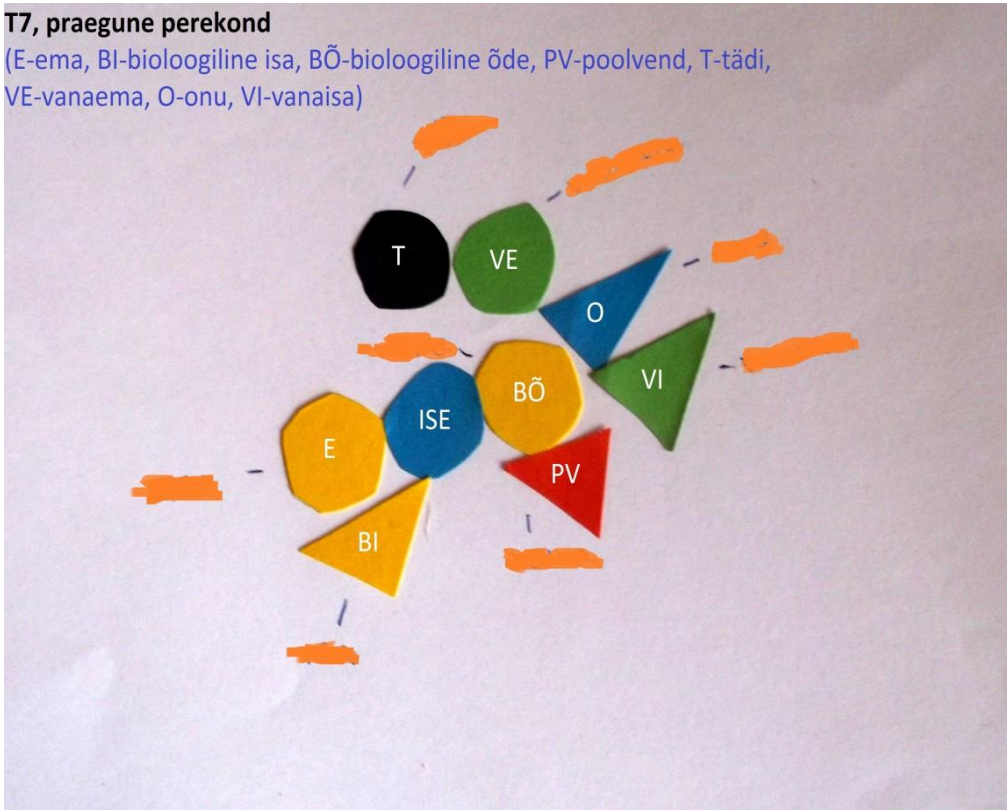 T7, praegune perekond
(E-ema, BI-bioloogiline isa, BÕ-bioloogiline õde, PV-poolvend, T-tädi,
VE-vanaema, O-onu, VI-vanaisa)
T
VE
O
VI
BÕ
ISE
E
PV
BI